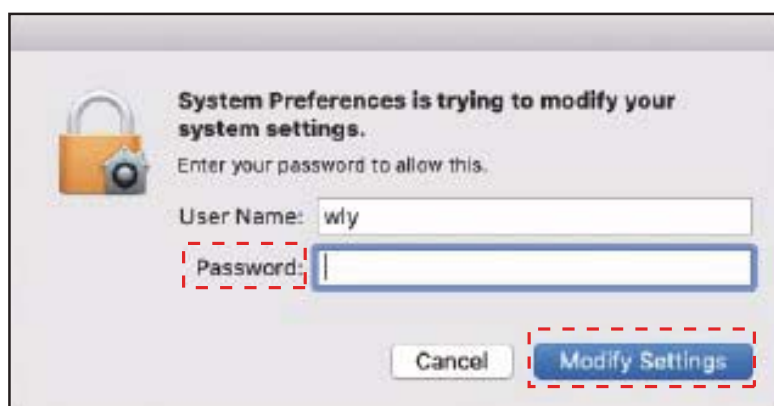 System Preferences is trying to modify your
system settings.
Enter your password to allow this.
User Name: wly
Password:
Cancel Modify Settings